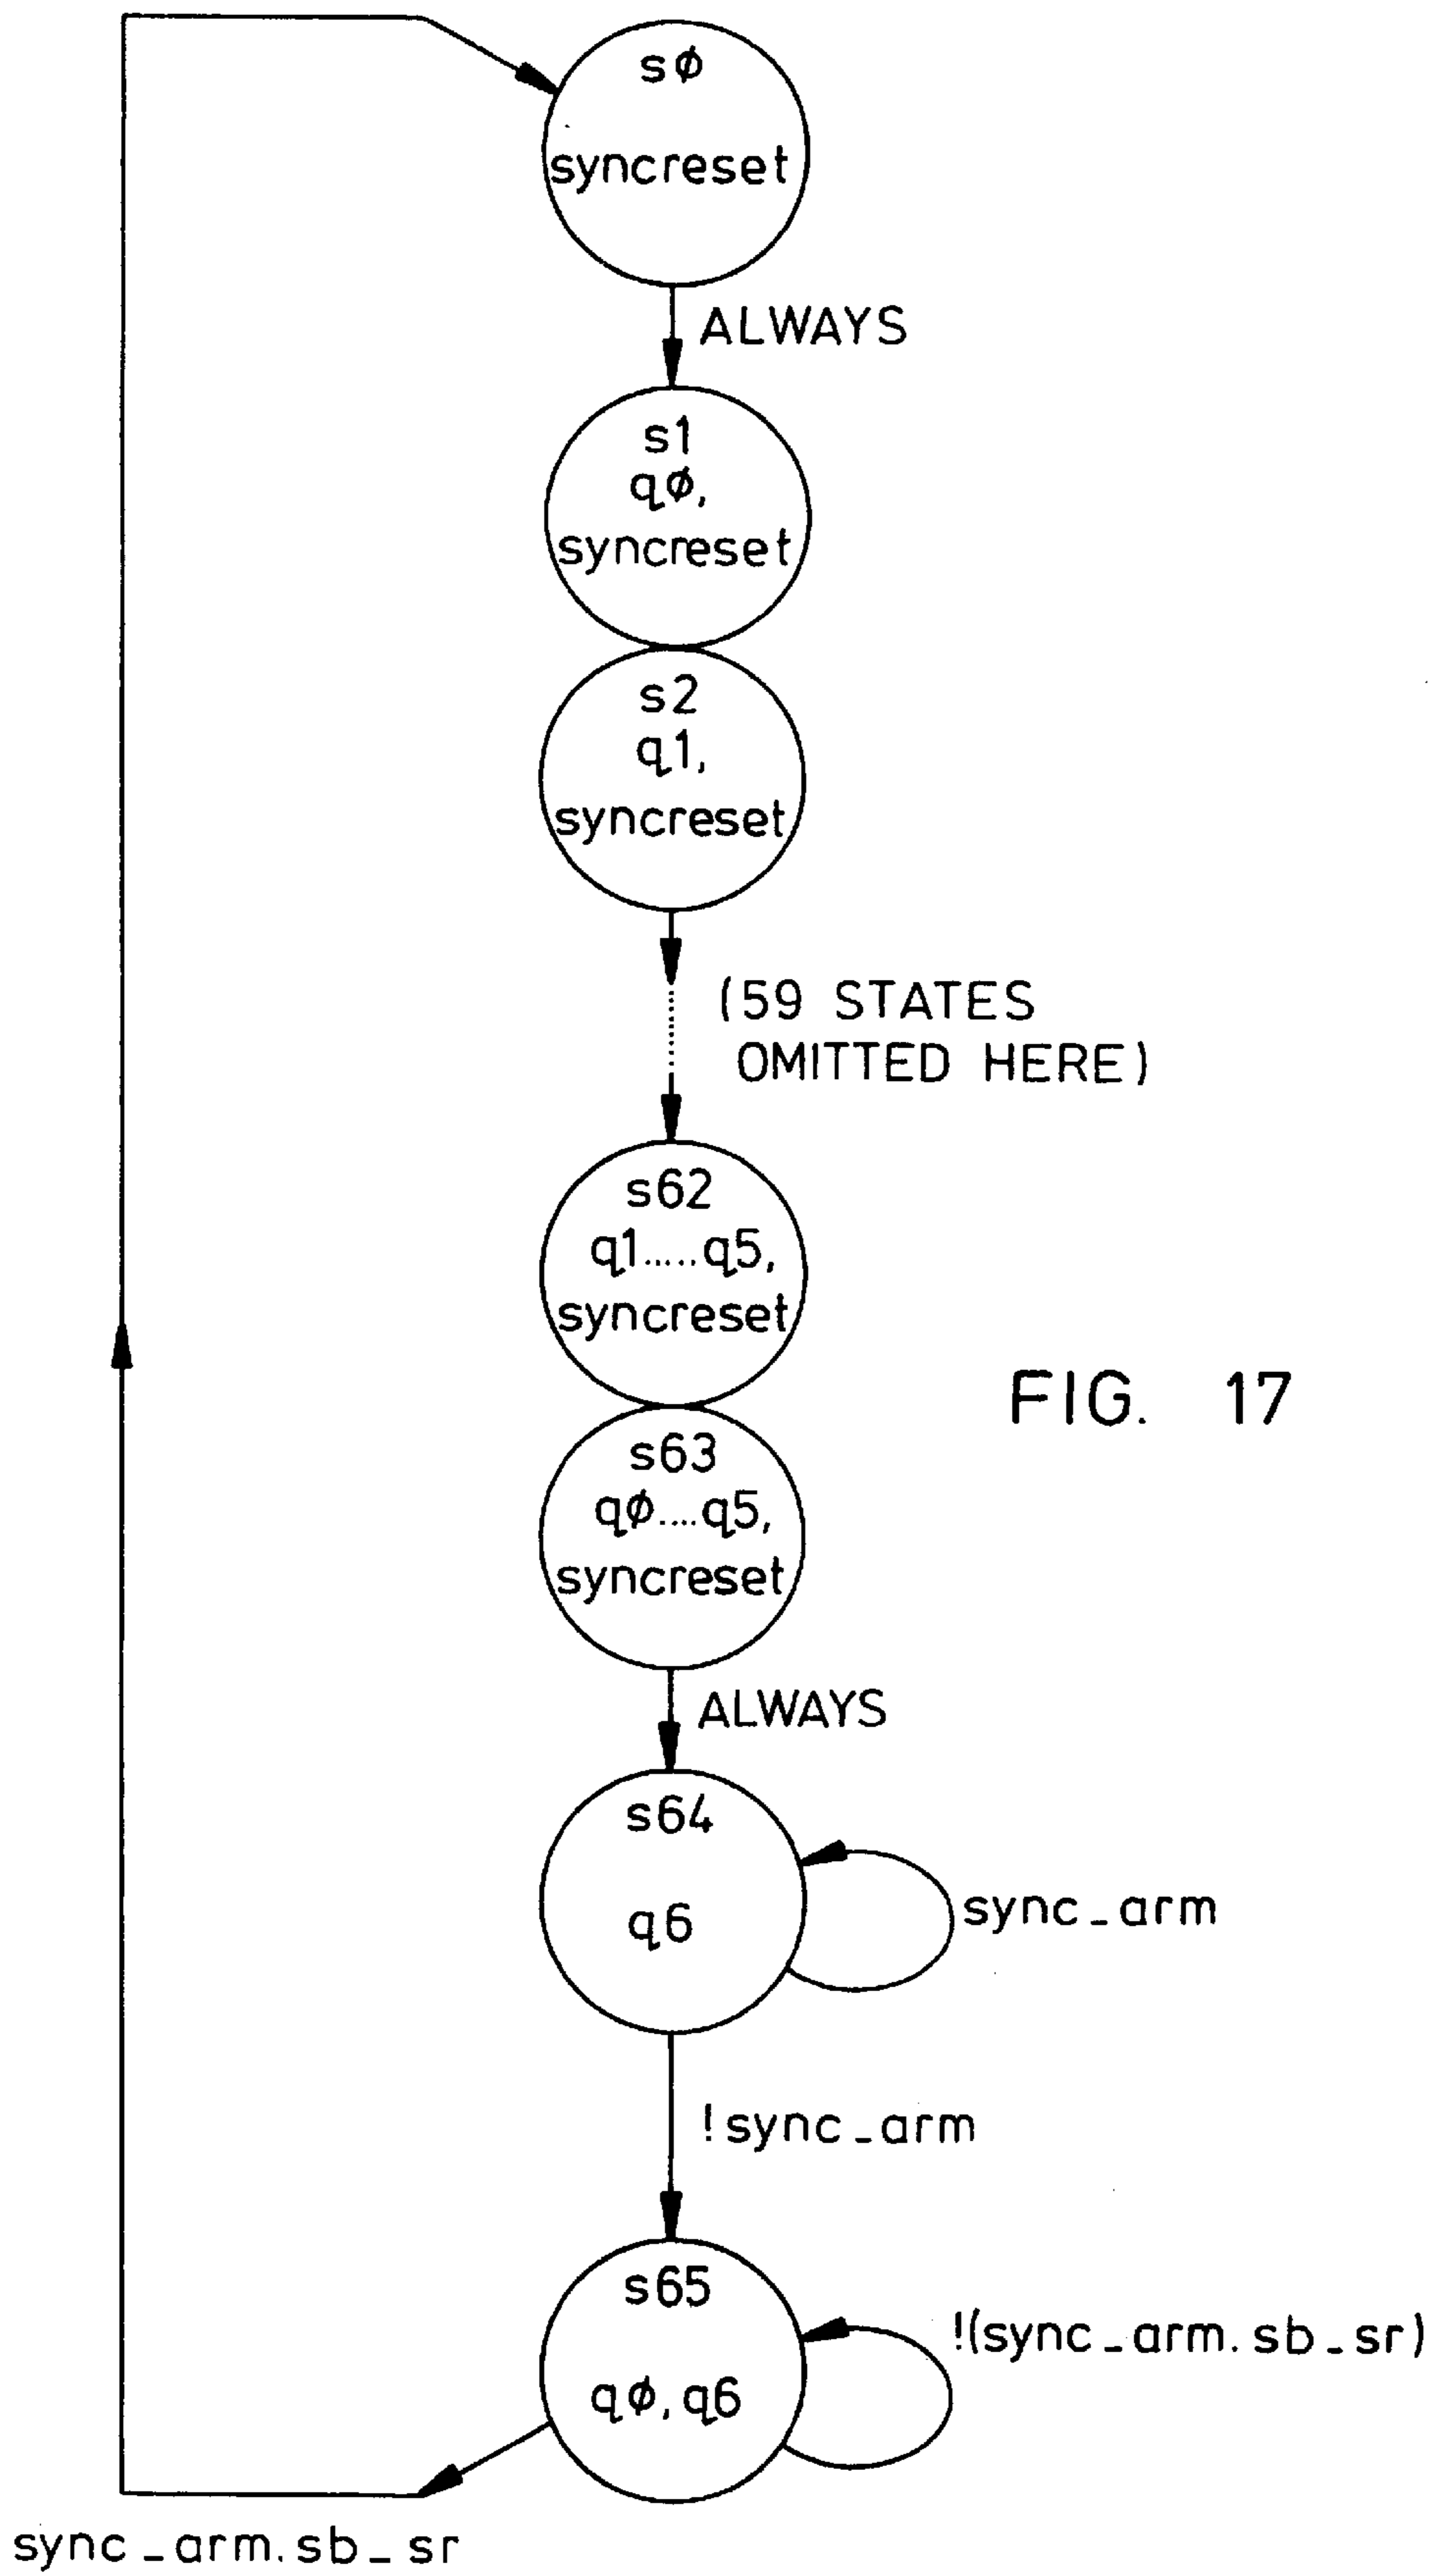 sφ
syncreset
ALWAYS
s1
qφ,
syncreset
s2
q1,
syncreset
(59 STATES
OMITTED HERE)
s62
q1.....q5,
syncreset
FIG. 17
s63
qφ....q5,
syncreset
ALWAYS
s64
q6
sync_arm
!sync_arm
s65
qφ,q6
!(sync_arm.sb_sr)
sync_arm.sb_sr